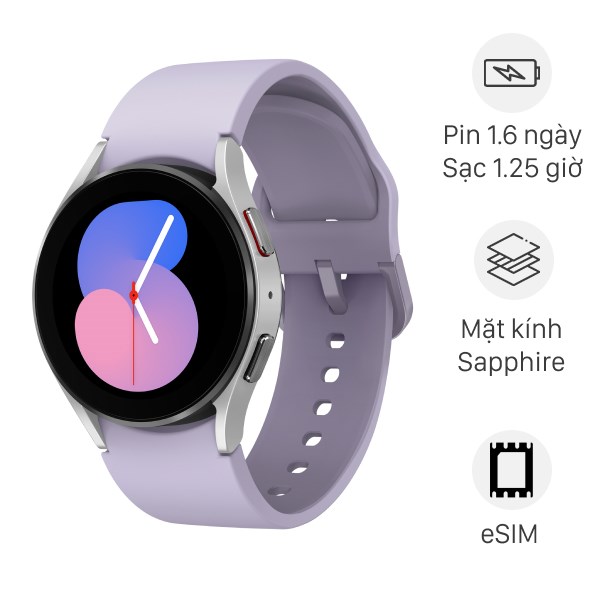 Pin 1.6 ngày
Sạc 1.25 giờ
Mặt kính
Sapphire
eSIM